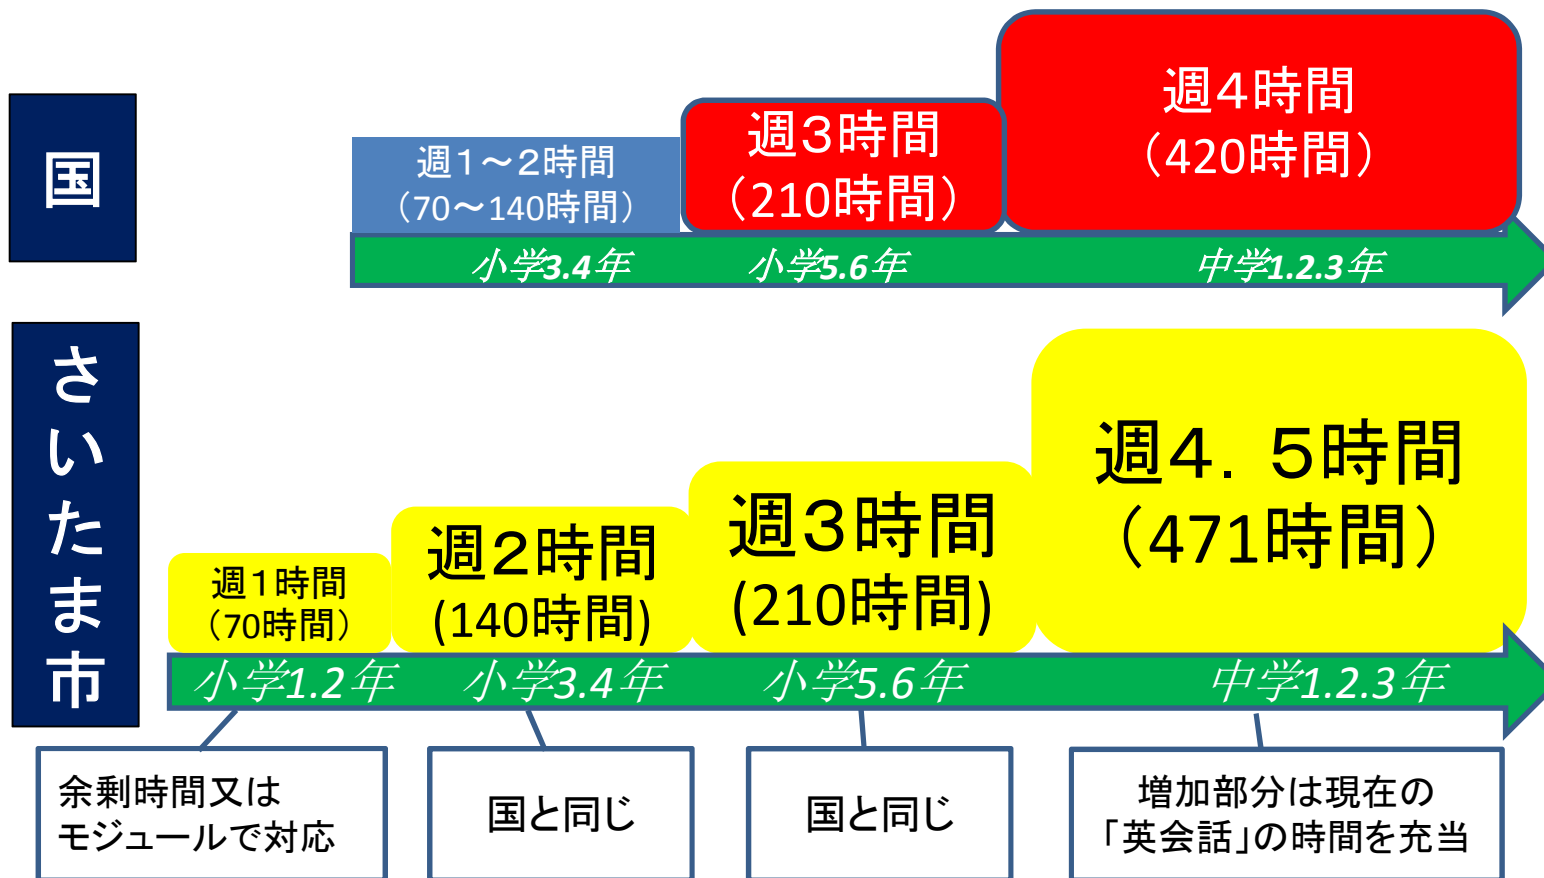 国
週１～２時間
（70～140時間）
週３時間
（210時間）
週４時間
（420時間）
小学3.4年
小学5.6年
中学1.2.3年
さいたま市
週１時間
（70時間）
週２時間
(140時間)
週３時間
(210時間)
週４．５時間
（471時間）
小学1.2年
小学3.4年
小学5.6年
中学1.2.3年
余剰時間又は
モジュールで対応
国と同じ
国と同じ
増加部分は現在の
「英会話」の時間を充当